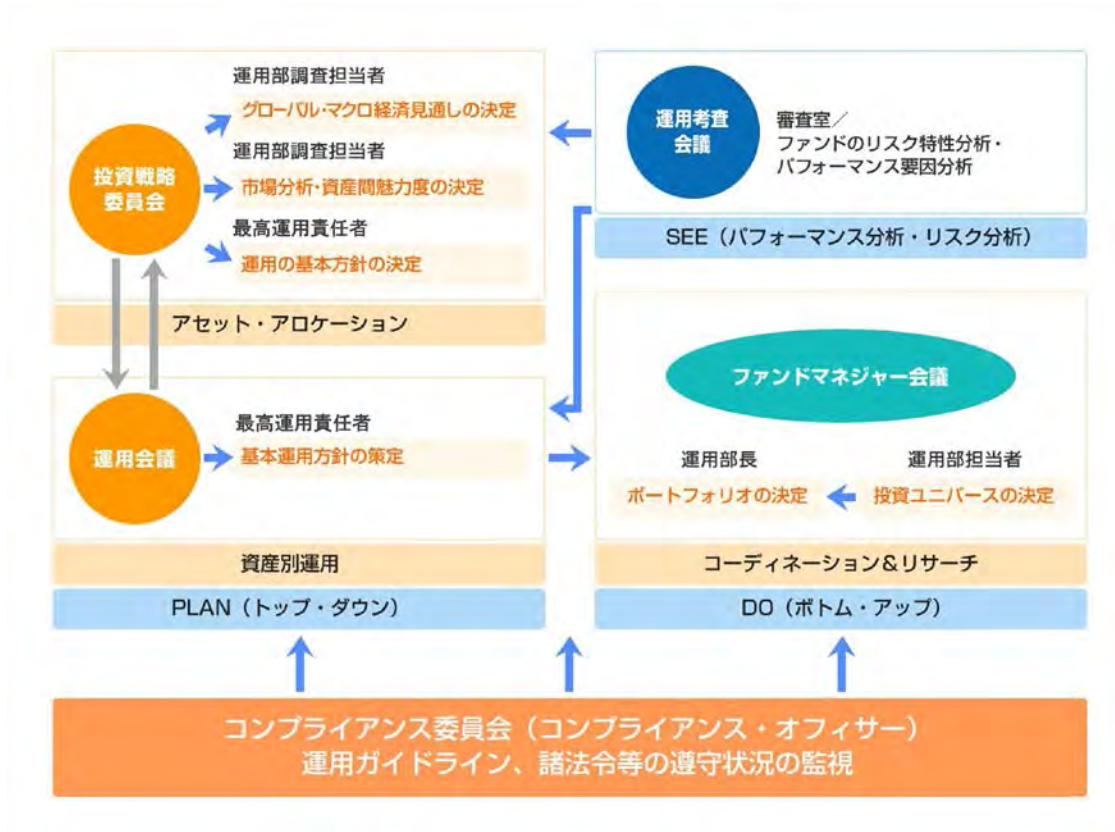 運用部調査担当者
グローバル・マクロ経済見通しの決定
運用部調査担当者
市場分析・資産間魅力度の決定
最高運用責任者
運用の基本方針の決定
投資戦略
委員会
アセット・アロケーション
運用考査
会議
審査室／
ファンドのリスク特性分析・
パフォーマンス要因分析
SEE（パフォーマンス分析・リスク分析）
運用会議
最高運用責任者
基本運用方針の策定
資産別運用
PLAN（トップ・ダウン）
ファンドマネジャー会議
運用部長
ポートフォリオの決定
運用部担当者
投資ユニバースの決定
コーディネーション＆リサーチ
DO（ボトム・アップ）
コンプライアンス委員会（コンプライアンス・オフィサー）
運用ガイドライン、諸法令等の遵守状況の監視